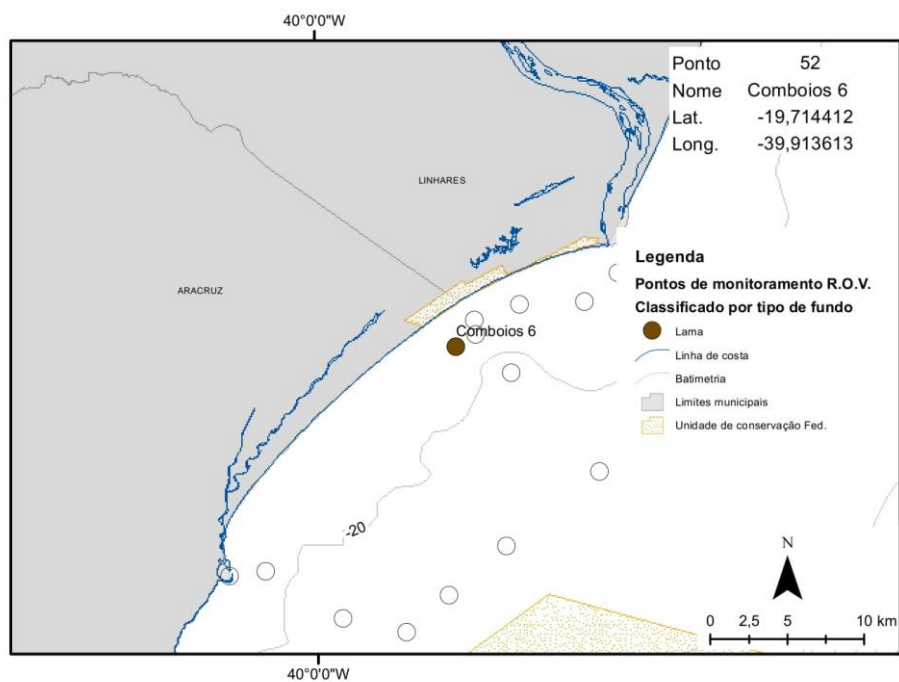 40°0'0"W
Ponto 52
Nome Comboios 6
Lat. -19,714412
Long. -39,913613
LINHARES
ARACRUZ
Comboios 6
-20
Legenda
Pontos de monitoramento R.O.V.
Classificado por tipo de fundo
Lama
Linha de costa
Batimetria
Limites municipais
Unidade de conservação Fed.
N
0 2,5 5 10 km
40°0'0"W